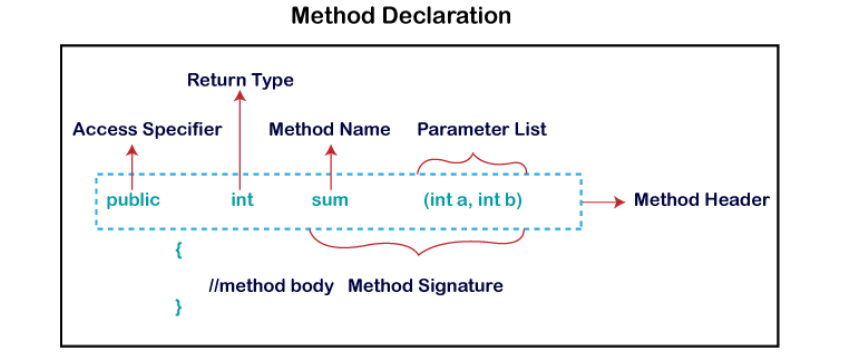 Method Declaration
Return Type
Access Specifier Method Name Parameter List
public int sum (int a, int b) Method Header
{
//method body Method Signature
}